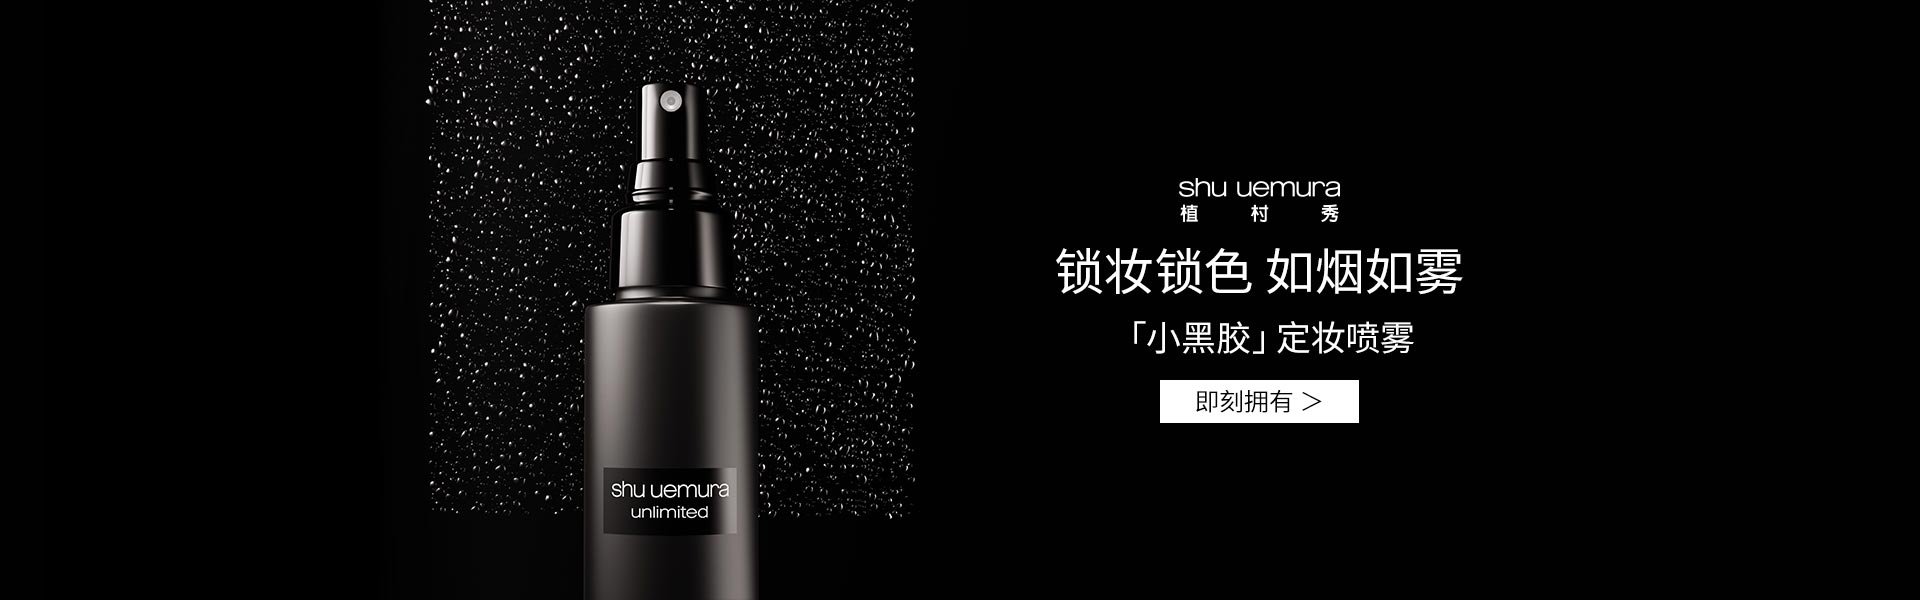 shu uemura
植村秀
锁妆锁色 如烟如雾
「小黑胶」定妆喷雾
即刻拥有 >
shu uemura
unlimited